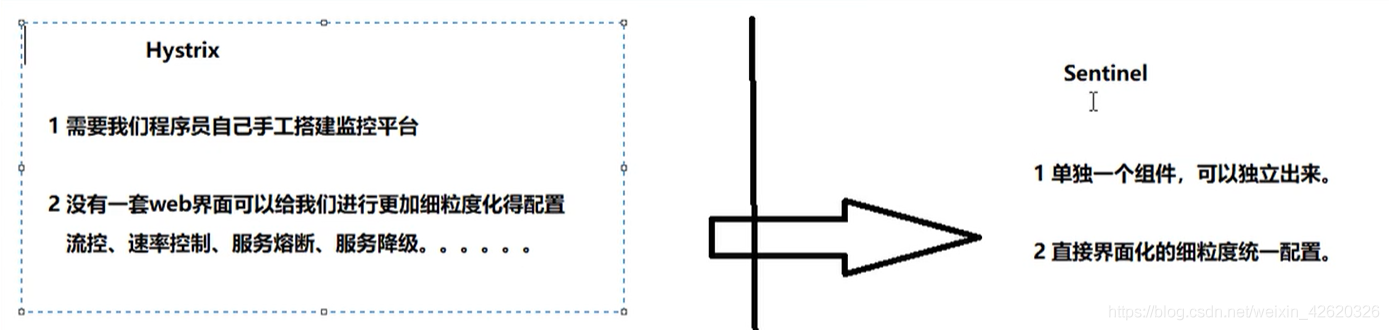 Hystrix
1 需要我们程序员自己手工搭建监控平台
2 没有一套web界面可以给我们进行更加细粒度化得配置
流控、速率控制、服务熔断、服务降级。。。。。。
Sentinel
1 单独一个组件，可以独立出来。
2 直接界面化的细粒度统一配置。
https://blog.csdn.net/weixin_42620326